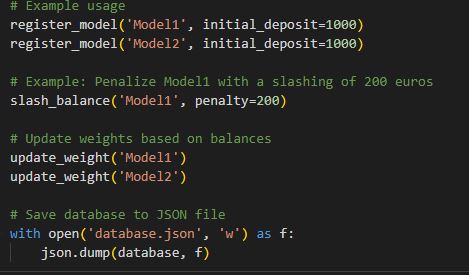 # Example usage
register_model('Model1', initial_deposit=1000)
register_model('Model2', initial_deposit=1000)
# Example: Penalize Model1 with a slashing of 200 euros
slash_balance('Model1', penalty=200)
# Update weights based on balances
update_weight('Model1')
update_weight('Model2')
# Save database to JSON file
with open('database.json', 'w') as f:
    json.dump(database, f)